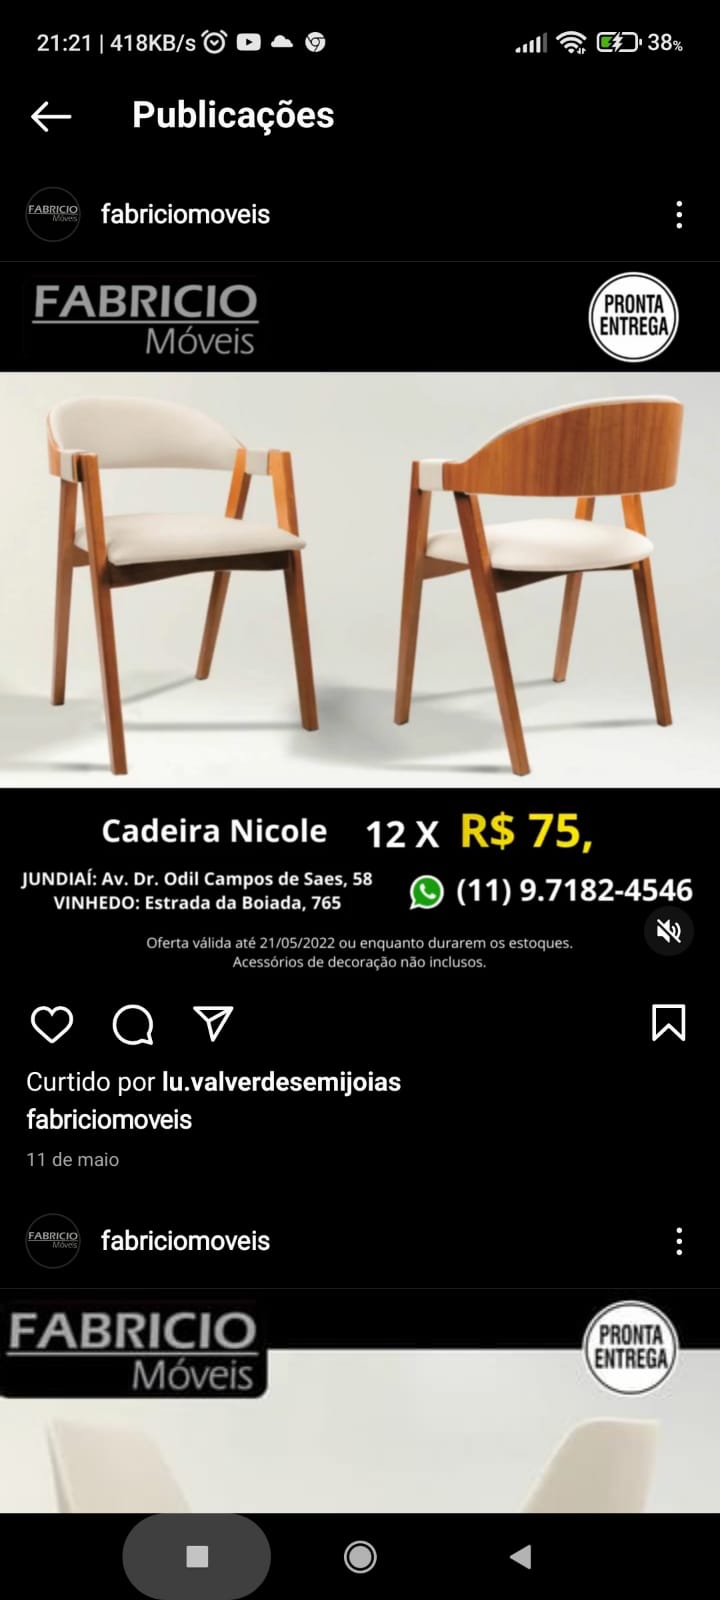 21:21 | 418KB/s 38%
Publicações
FABRICIO
Móveis
fabriciomoveis
FABRICIO
Móveis
PRONTA
ENTREGA
Cadeira Nicole 12 X R$ 75,
JUNDIAÍ: Av. Dr. Odil Campos de Saes, 58
VINHEDO: Estrada da Boiada, 765
(11) 9.7182-4546
Oferta válida até 21/05/2022 ou enquanto durarem os estoques.
Acessórios de decoração não inclusos.
Curtido por lu.valverdesemijoias
fabriciomoveis
11 de maio
FABRICIO
Móveis
fabriciomoveis
FABRICIO
Móveis
PRONTA
ENTREGA